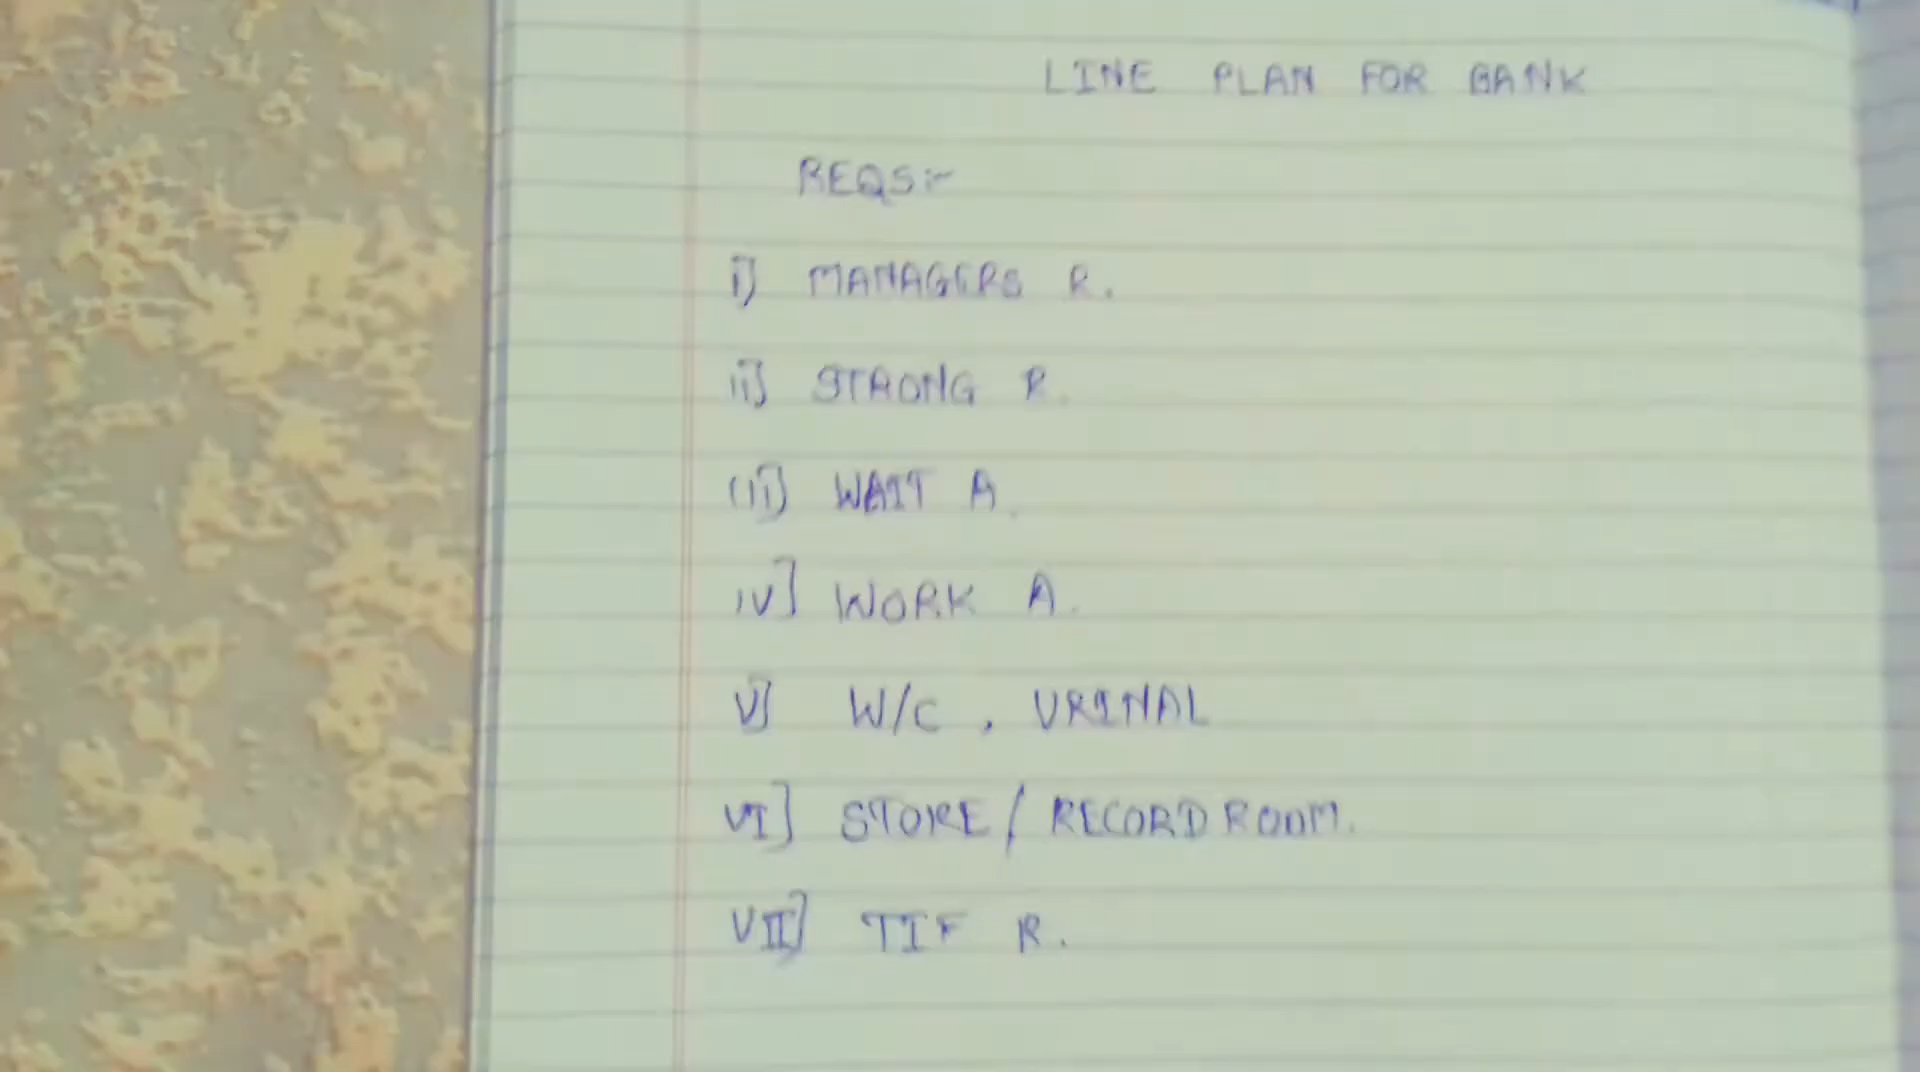 LINE PLAN FOR BANK
REQS:-
i] MANAGERS R.
ii] STRONG R.
iii] WAIT A.
iv] WORK A.
v] W/C, URINAL
VI] STORE / RECORD ROOM.
VII] TIF R.